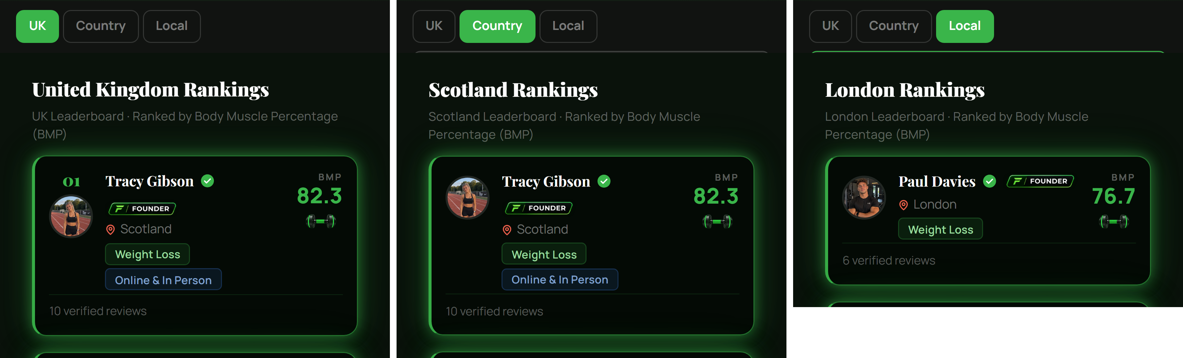 UK Country Local
United Kingdom Rankings
UK Leaderboard · Ranked by Body Muscle Percentage
(BMP)
01
Tracy Gibson
BMP
82.3
FOUNDER
Scotland
Weight Loss
Online & In Person
10 verified reviews
UK Country Local
Scotland Rankings
Scotland Leaderboard · Ranked by Body Muscle
Percentage (BMP)
Tracy Gibson
BMP
82.3
FOUNDER
Scotland
Weight Loss
Online & In Person
10 verified reviews
UK Country Local
London Rankings
London Leaderboard · Ranked by Body Muscle
Percentage (BMP)
Paul Davies
FOUNDER
BMP
76.7
London
Weight Loss
6 verified reviews